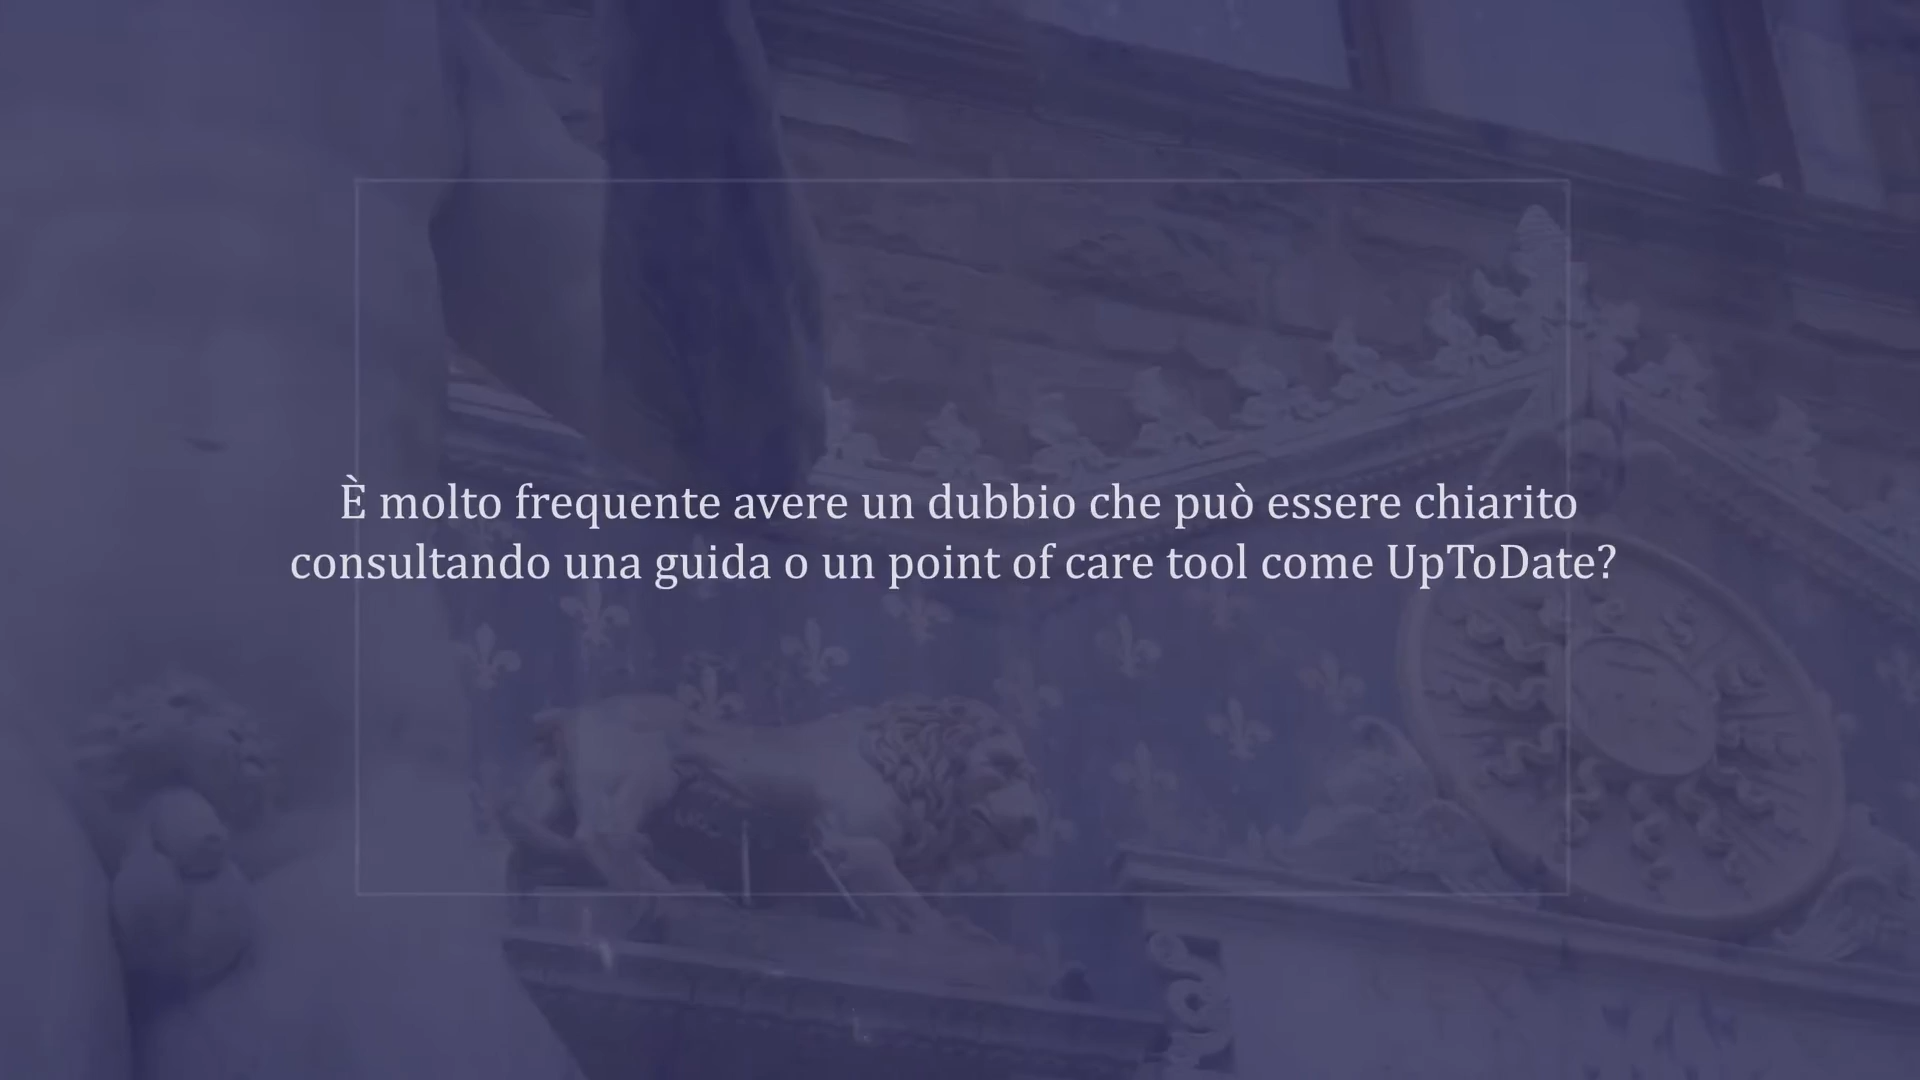 È molto frequente avere un dubbio che può essere chiarito
consultando una guida o un point of care tool come UpToDate?